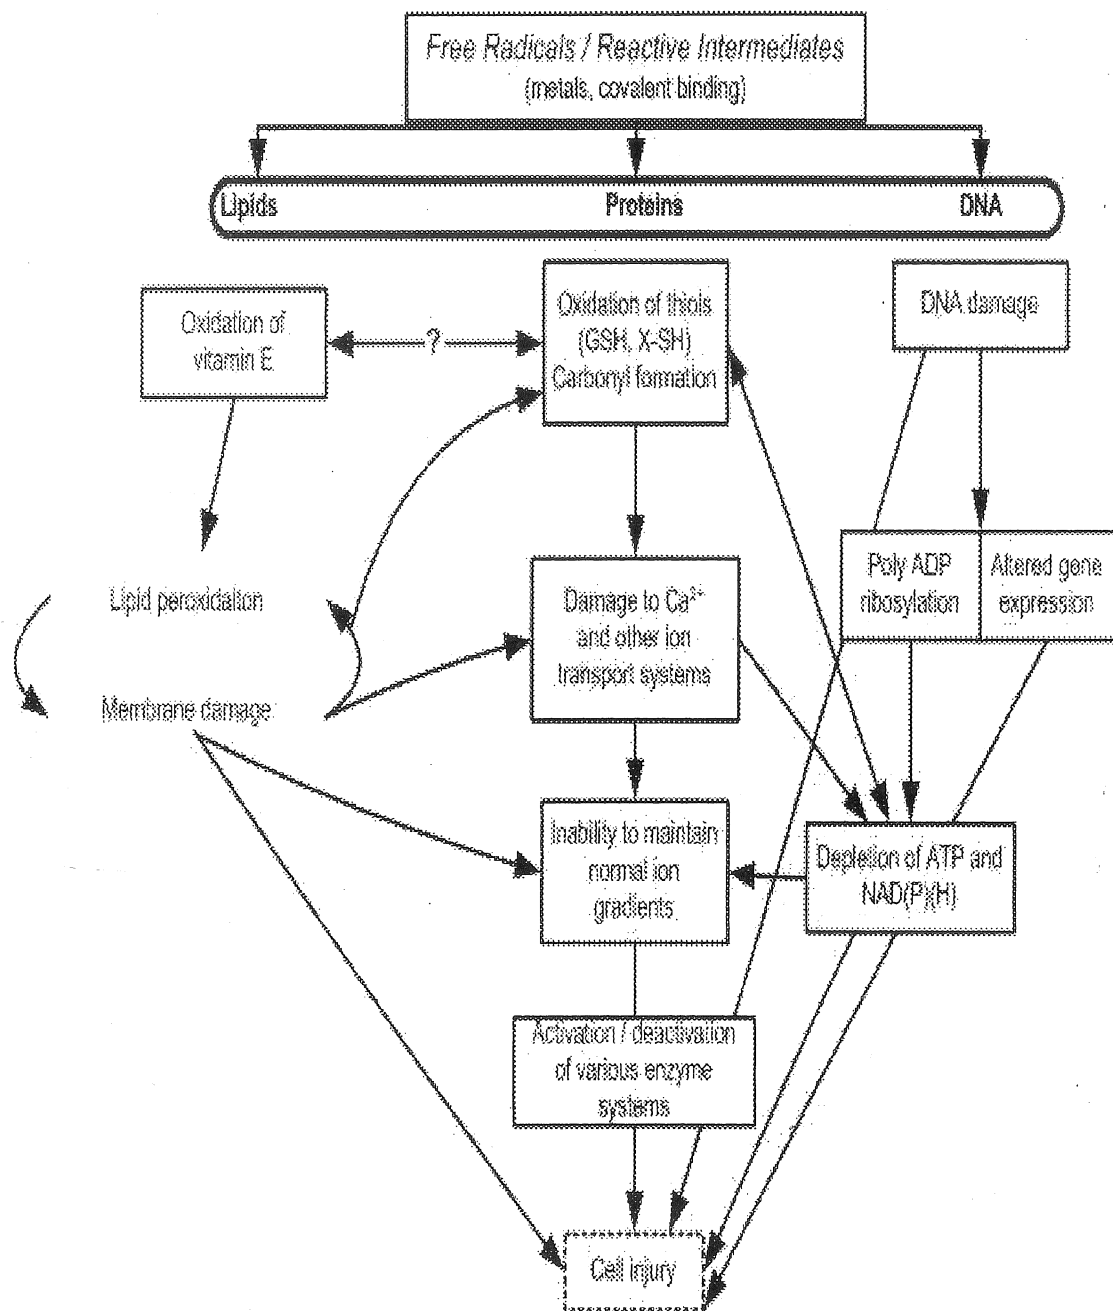 Free Radicals / Reactive Intermediates
(metals, covalent binding)
Lipids Proteins DNA
Oxidation of
vitamin E
?
Oxidation of thiols
(GSH, X-SH)
Carbonyl formation
DNA damage
Poly ADP
ribosylation
Altered gene
expression
Lipid peroxidation
Membrane damage
Damage to Ca²⁺
and other ion
transport systems
Inability to maintain
normal ion
gradients
Depletion of ATP and
NAD(P)(H)
Activation / deactivation
of various enzyme
systems
Cell injury